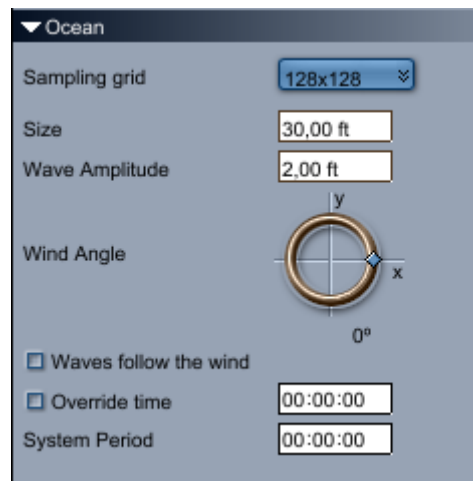 Ocean
Sampling grid 128x128
Size 30,00 ft
Wave Amplitude 2,00 ft
y
Wind Angle
x
0º
Waves follow the wind
Override time 00:00:00
System Period 00:00:00